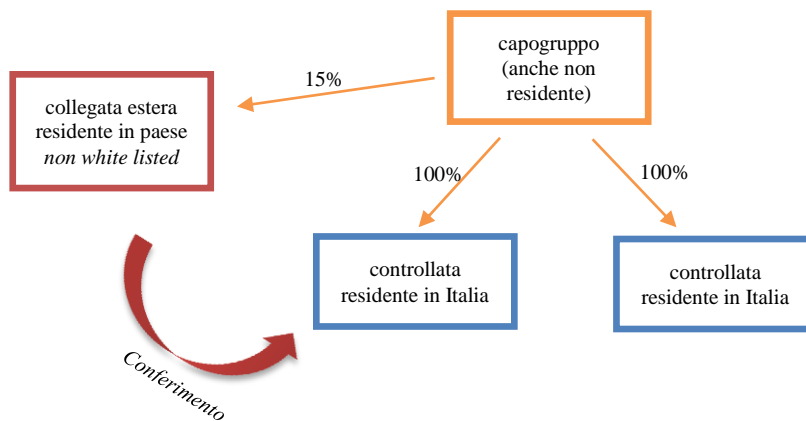 capogruppo
(anche non
residente)
15%
collegata estera
residente in paese
non white listed
100%
100%
controllata
residente in Italia
controllata
residente in Italia
Conferimento